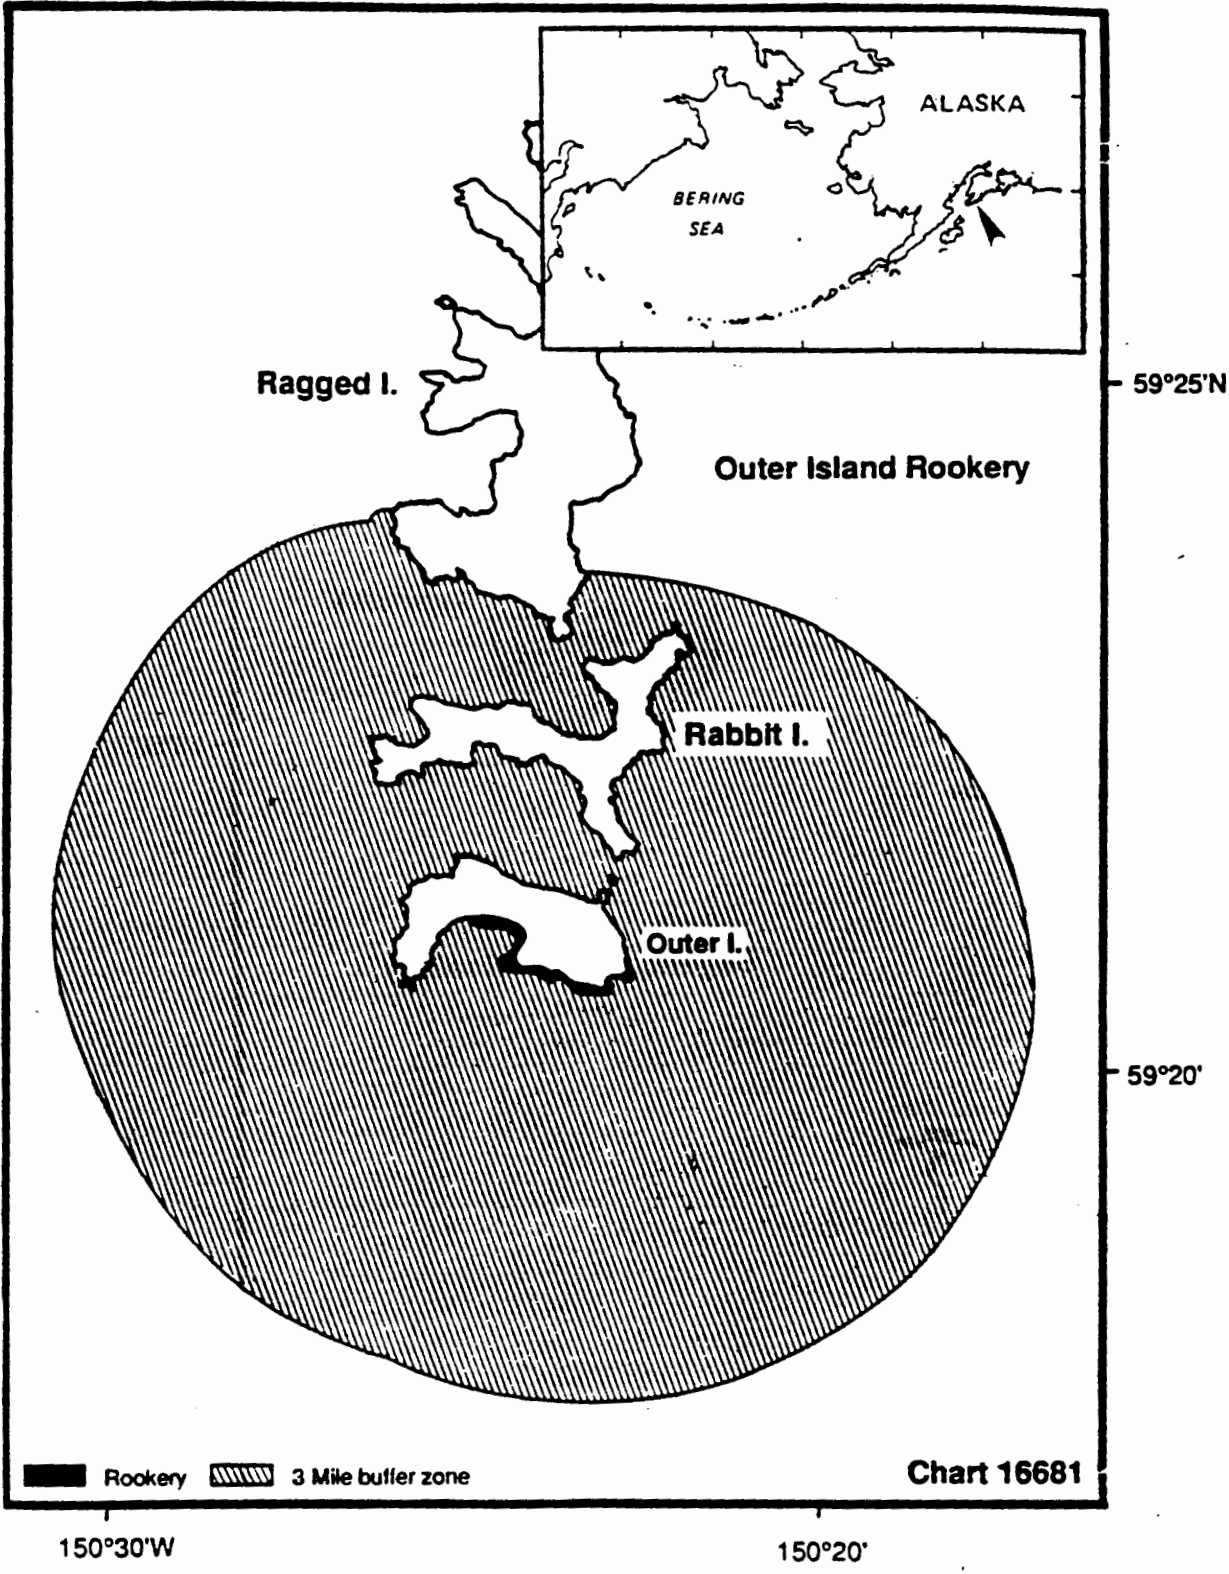 ALASKA
BERING
SEA
Ragged I.
59°25'N
Outer Island Rookery
Rabbit I.
Outer I.
59°20'
Rookery
3 Mile buffer zone
Chart 16681
150°30'W
150°20'